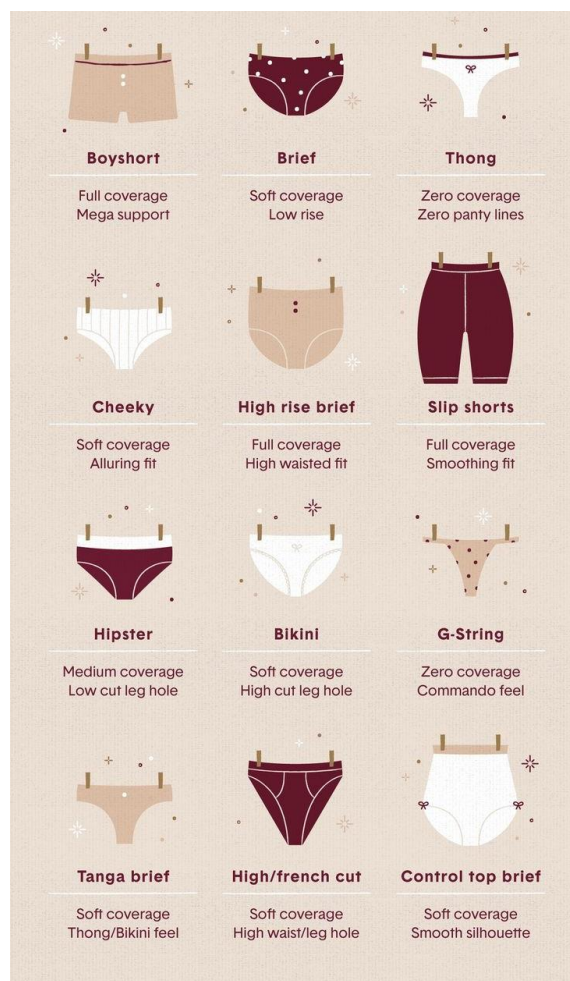 Boyshort
Full coverage
Mega support
Brief
Soft coverage
Low rise
Thong
Zero coverage
Zero panty lines
Cheeky
Soft coverage
Alluring fit
High rise brief
Full coverage
High waisted fit
Slip shorts
Full coverage
Smoothing fit
Hipster
Medium coverage
Low cut leg hole
Bikini
Soft coverage
High cut leg hole
G-String
Zero coverage
Commando feel
Tanga brief
Soft coverage
Thong/Bikini feel
High/french cut
Soft coverage
High waist/leg hole
Control top brief
Soft coverage
Smooth silhouette